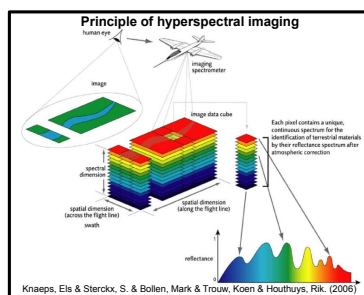 Principle of hyperspectral imaging
human eye
imaging
spectrometer
image
image data cube
Each pixel contains a unique,
continuous spectrum for the
identification of terrestrial materials
by their reflectance spectrum after
atmospheric correction
spectral
dimension
spatial dimension
(across the flight line)
spatial dimension
(along the flight line)
swath
1
reflectance
0
Knaeps, Els & Sterckx, S. & Bollen, Mark & Trouw, Koen & Houthuys, Rik. (2006)